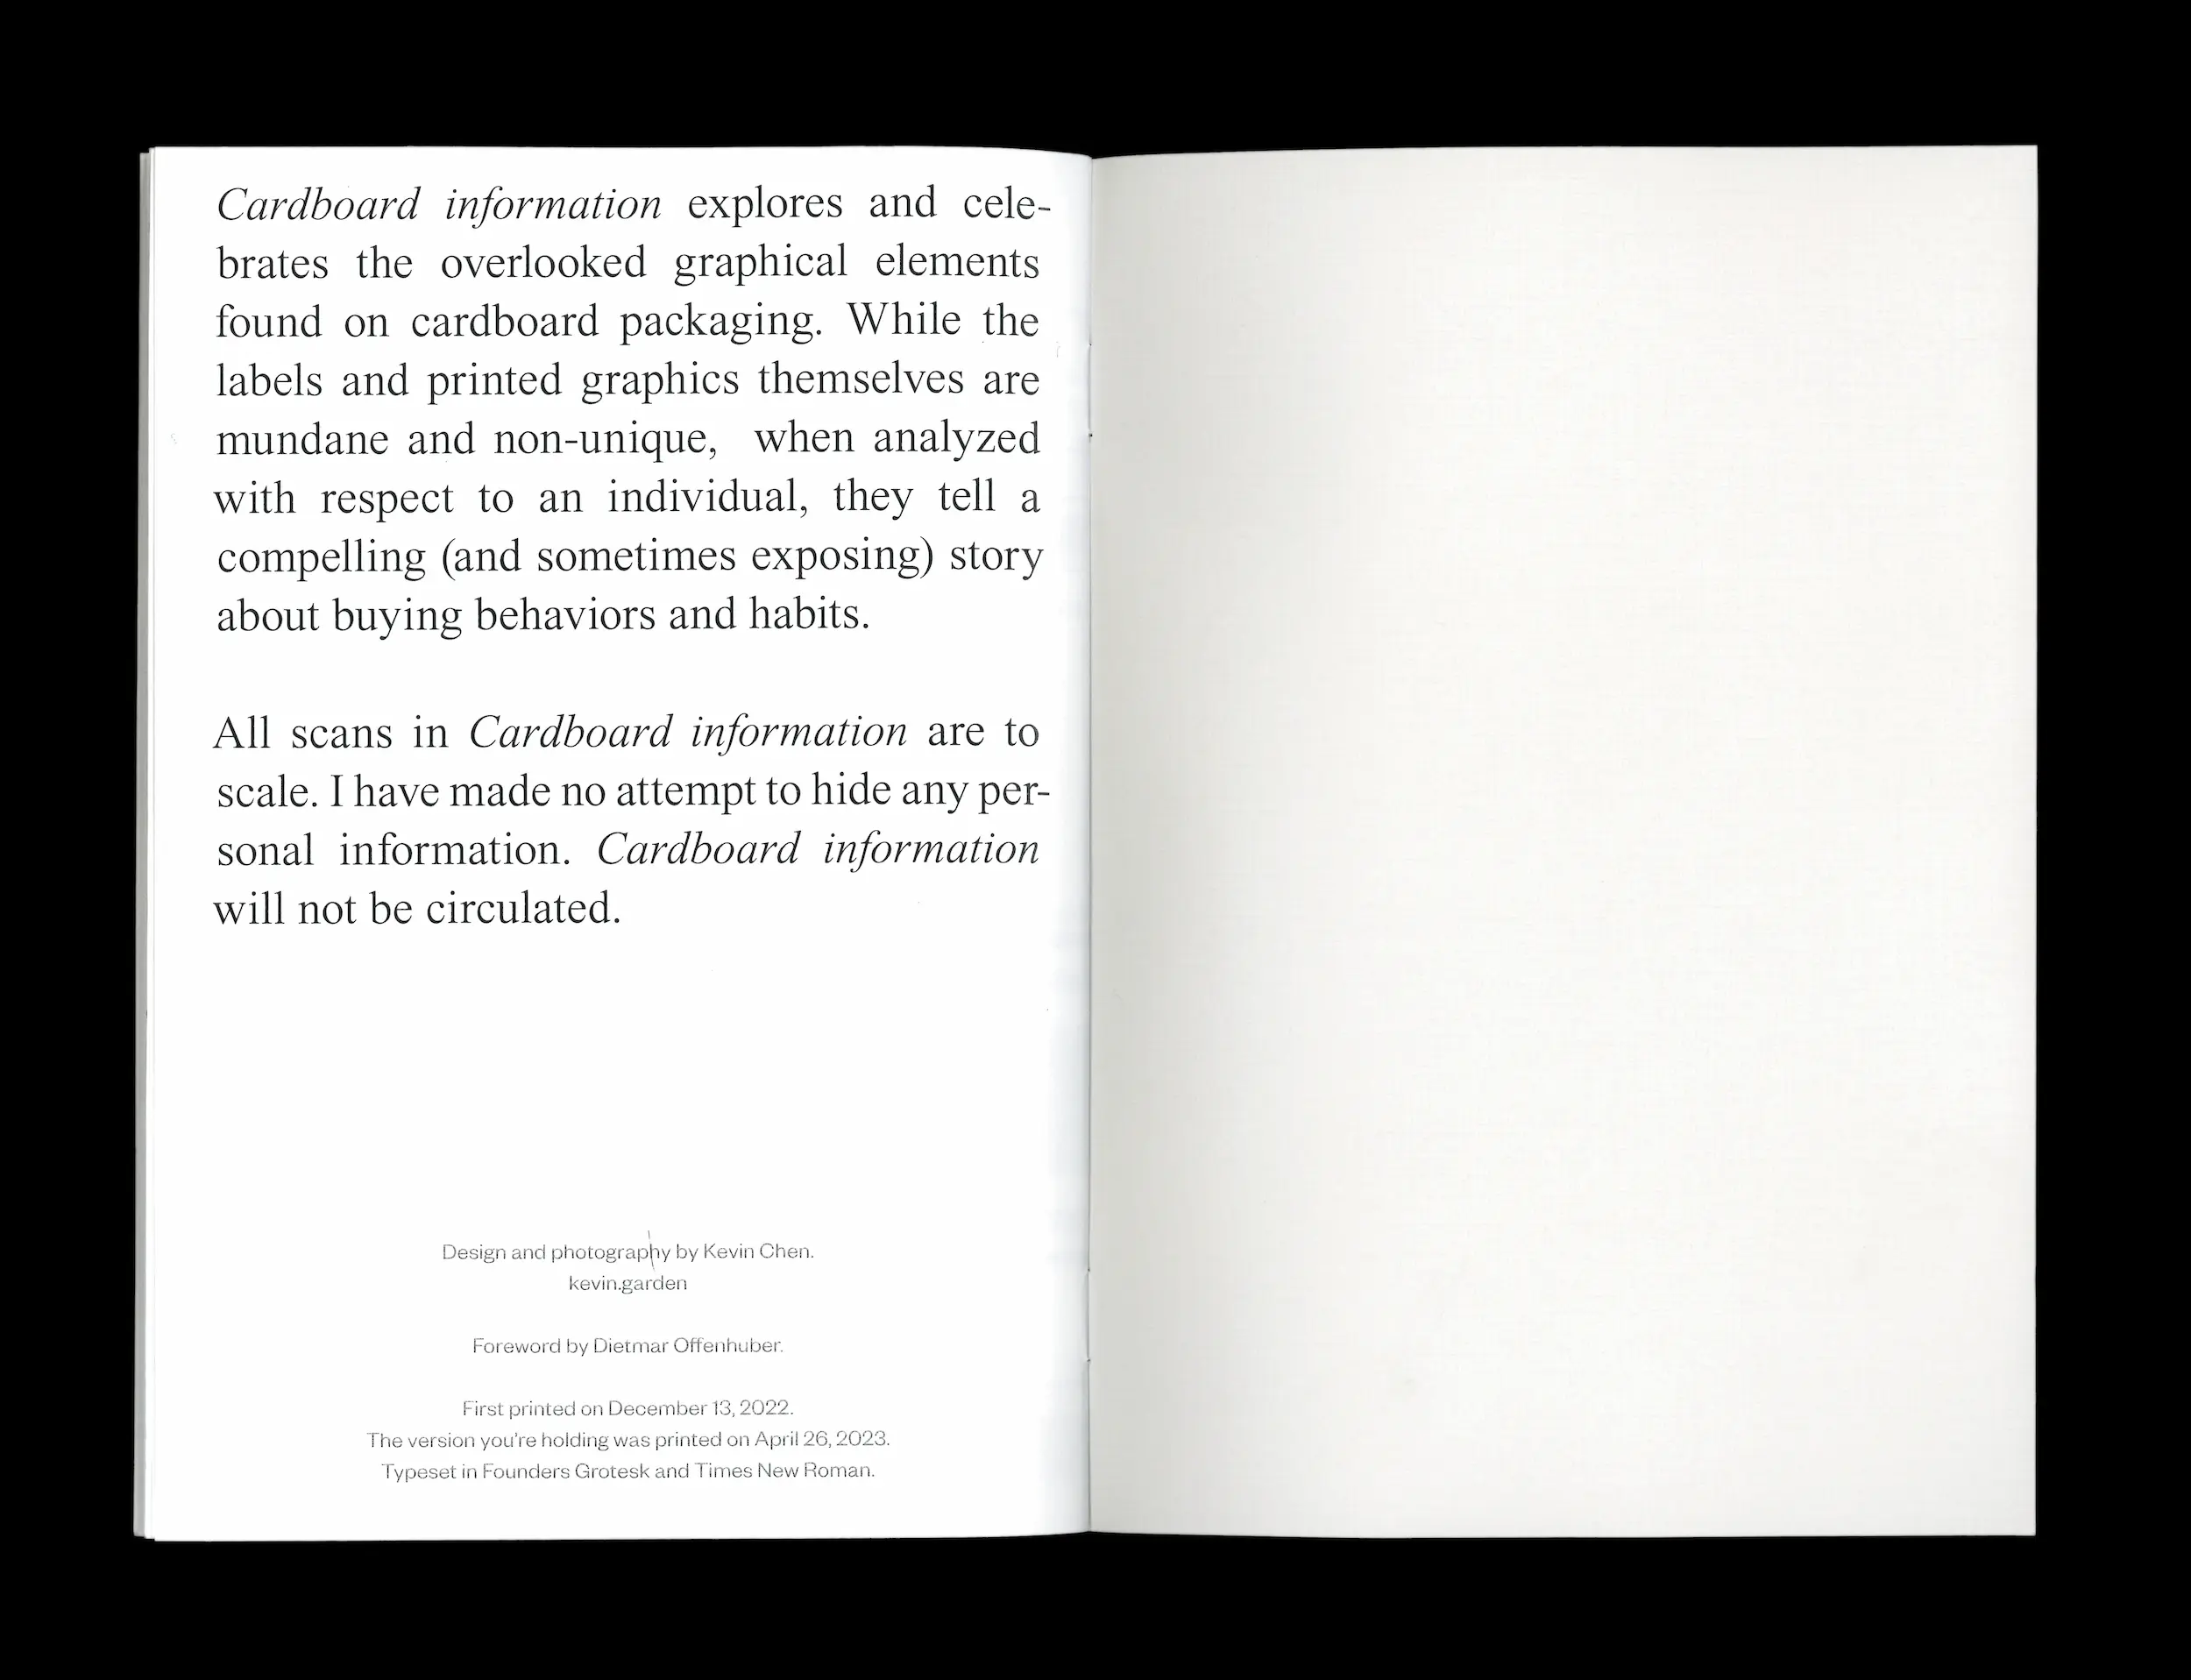 Cardboard information explores and cele-
brates the overlooked graphical elements
found on cardboard packaging. While the
labels and printed graphics themselves are
mundane and non-unique, when analyzed
with respect to an individual, they tell a
compelling (and sometimes exposing) story
about buying behaviors and habits.
All scans in Cardboard information are to
scale. I have made no attempt to hide any per-
sonal information. Cardboard information
will not be circulated.
Design and photography by Kevin Chen.
kevin.garden
Foreword by Dietmar Offenhuber.
First printed on December 13, 2022.
The version you're holding was printed on April 26, 2023.
Typeset in Founders Grotesk and Times New Roman.